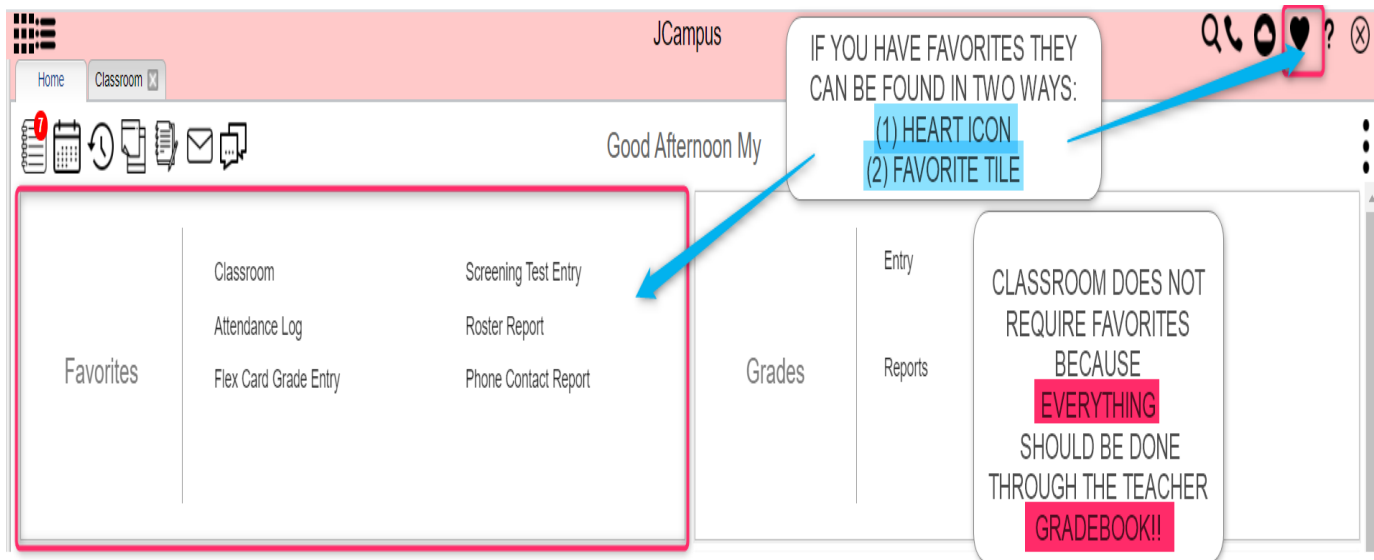 JCampus
?
Home
Classroom
7
Good Afternoon My
IF YOU HAVE FAVORITES THEY
CAN BE FOUND IN TWO WAYS:
(1) HEART ICON
(2) FAVORITE TILE
Favorites
Classroom
Screening Test Entry
Attendance Log
Roster Report
Flex Card Grade Entry
Phone Contact Report
Grades
Entry
Reports
CLASSROOM DOES NOT
REQUIRE FAVORITES
BECAUSE
EVERYTHING
SHOULD BE DONE
THROUGH THE TEACHER
GRADEBOOK!!